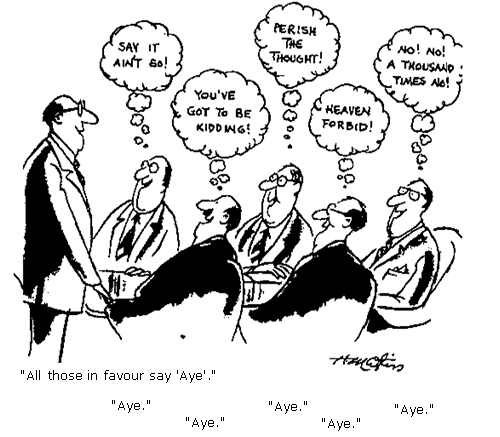 SAY IT
AIN'T SO!
YOU'VE
GOT TO BE
KIDDING!
PERISH
THE
THOUGHT!
HEAVEN
FORBID!
NO! NO!
A THOUSAND
TIMES NO!
"All those in favour say 'Aye'."
"Aye."
"Aye."
"Aye."
"Aye."
"Aye."